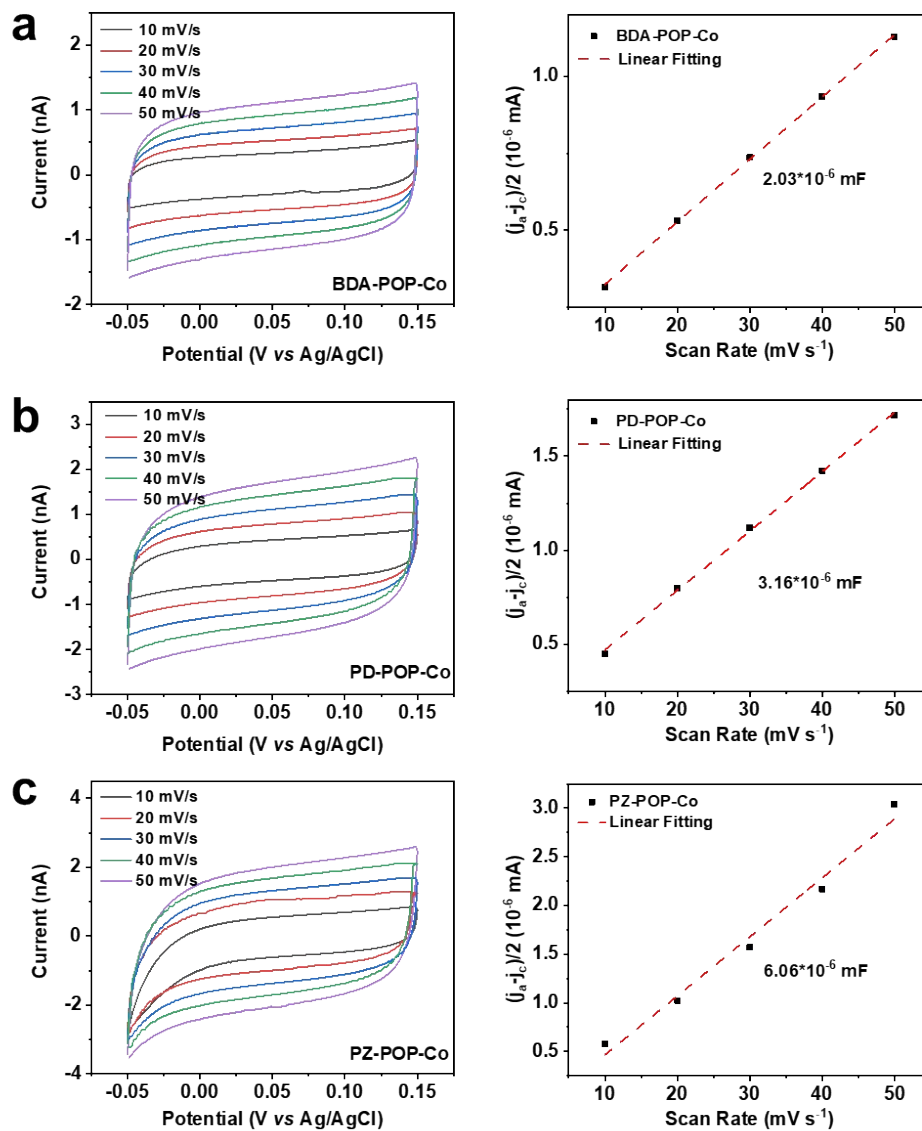 a
10 mV/s
20 mV/s
30 mV/s
40 mV/s
50 mV/s
2
1
0
-1
-2
Current (nA)
-0.05 0.00 0.05 0.10 0.15
Potential (V vs Ag/AgCl)
BDA-POP-Co
BDA-POP-Co
Linear Fitting
1.0
0.5
(jₐ-j꜀)/2 (10⁻⁶ mA)
2.03*10⁻⁶ mF
10 20 30 40 50
Scan Rate (mV s⁻¹)
b
10 mV/s
20 mV/s
30 mV/s
40 mV/s
50 mV/s
3
2
1
0
-1
-2
-3
Current (nA)
-0.05 0.00 0.05 0.10 0.15
Potential (V vs Ag/AgCl)
PD-POP-Co
PD-POP-Co
Linear Fitting
1.5
1.0
0.5
(jₐ-j꜀)/2 (10⁻⁶ mA)
3.16*10⁻⁶ mF
10 20 30 40 50
Scan Rate (mV s⁻¹)
c
10 mV/s
20 mV/s
30 mV/s
40 mV/s
50 mV/s
4
2
0
-2
-4
Current (nA)
-0.05 0.00 0.05 0.10 0.15
Potential (V vs Ag/AgCl)
PZ-POP-Co
PZ-POP-Co
Linear Fitting
3.0
2.5
2.0
1.5
1.0
0.5
(jₐ-j꜀)/2 (10⁻⁶ mA)
6.06*10⁻⁶ mF
10 20 30 40 50
Scan Rate (mV s⁻¹)